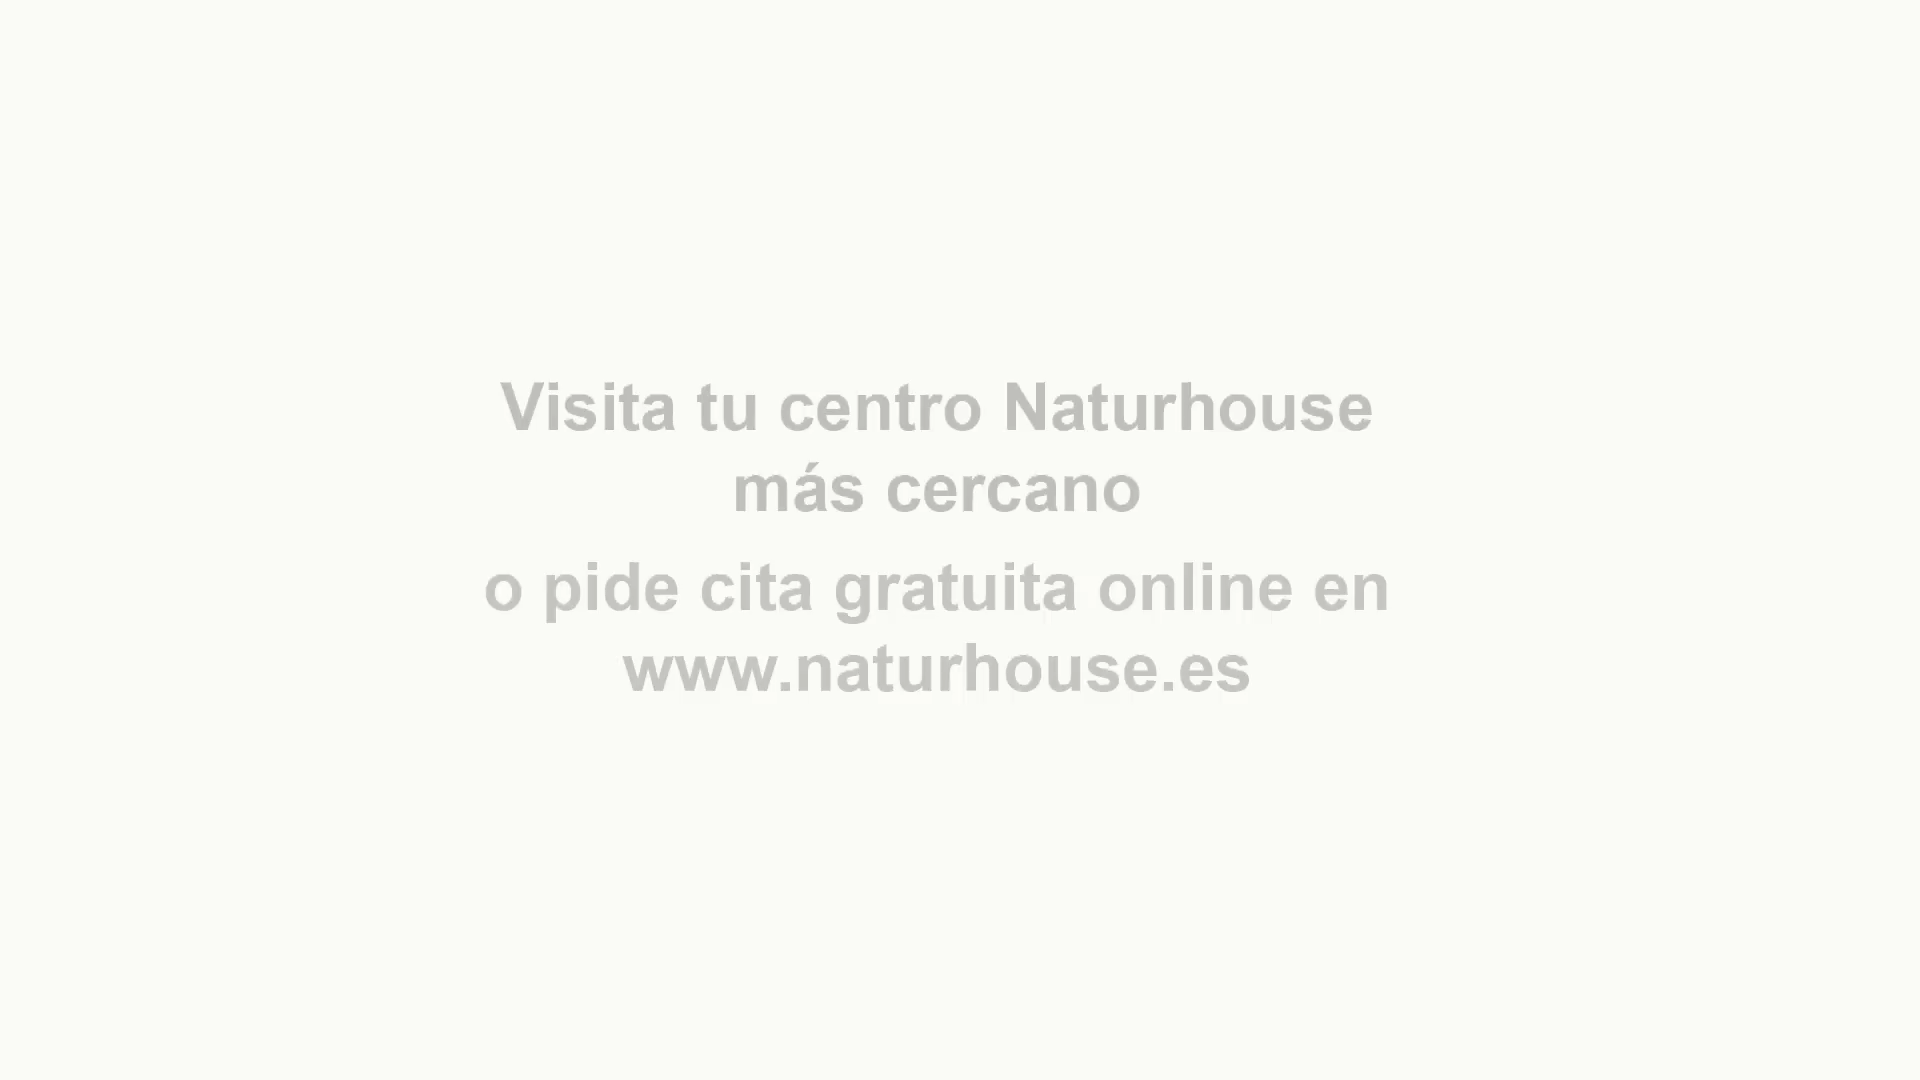 Visita tu centro Naturhouse
más cercano
o pide cita gratuita online en
www.naturhouse.es